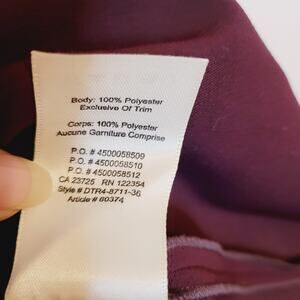 Body: 100% Polyester
Exclusive Of Trim
Corps: 100% Polyester
Aucune Garniture Comprise
P.O. # 4500058509
P.O. # 4500058510
P.O. # 4500058512
CA 23725 RN 122354
Style # DTR4-8711-36
Article # 60374